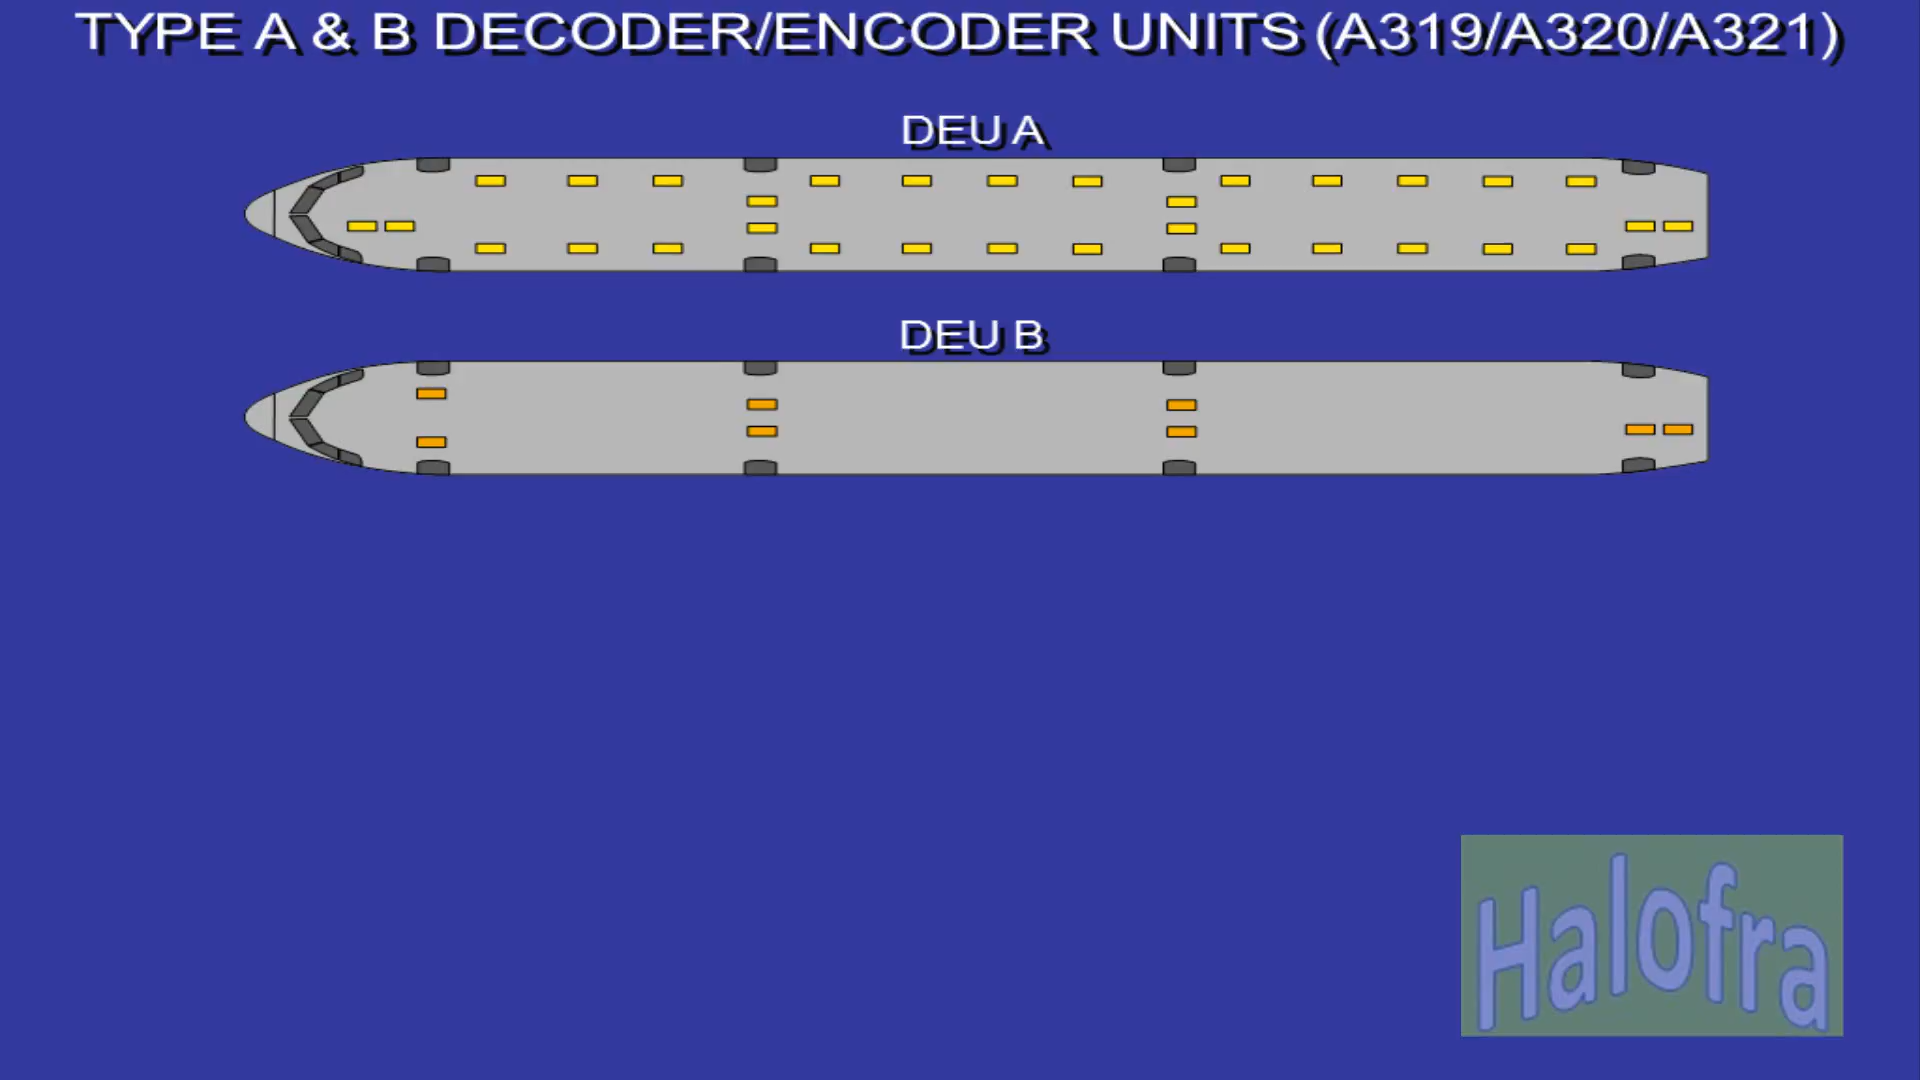 TYPE A & B DECODER/ENCODER UNITS (A319/A320/A321)
DEU A
DEU B
Halofra